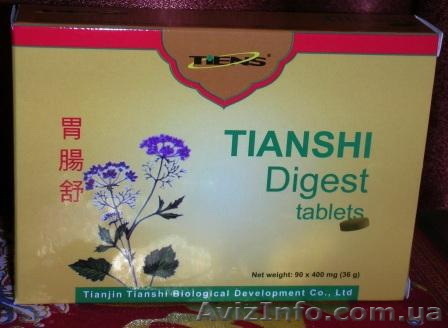 TIENS
胃腸舒
TIANSHI
Digest
tablets
Net weight: 90 x 400 mg (36 g)
Tianjin Tianshi Biological Development Co., Ltd
AvizInfo.com.ua